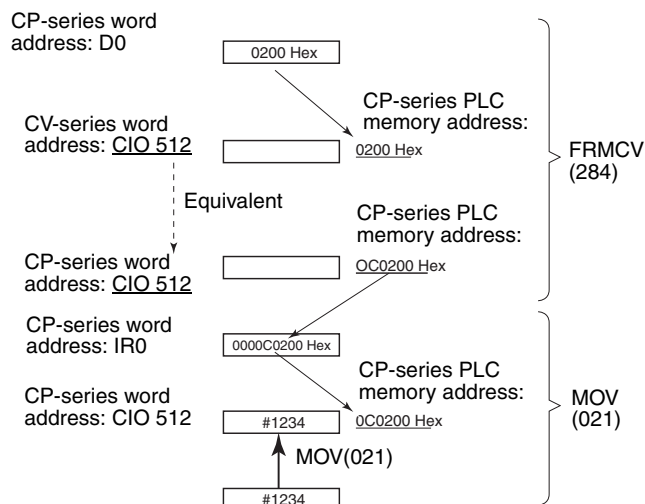 CP-series word
address: D0
0200 Hex
CP-series PLC
memory address:
CV-series word
address: CIO 512
0200 Hex
FRMCV
(284)
Equivalent
CP-series PLC
memory address:
CP-series word
address: CIO 512
OC0200 Hex
CP-series word
address: IR0
0000C0200 Hex
CP-series PLC
memory address:
CP-series word
address: CIO 512
#1234
0C0200 Hex
MOV
(021)
MOV(021)
#1234